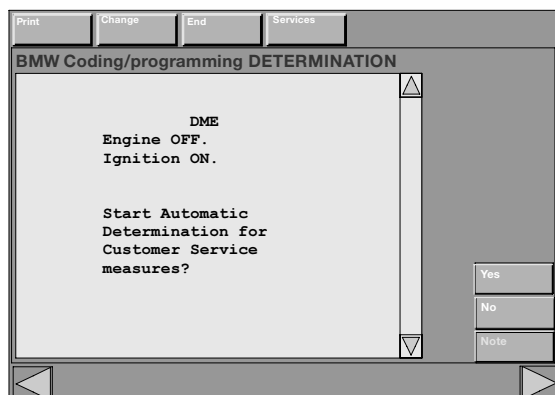 Print
Change
End
Services
BMW Coding/programming DETERMINATION
DME
Engine OFF.
Ignition ON.
Start Automatic
Determination for
Customer Service
measures?
Yes
No
Note